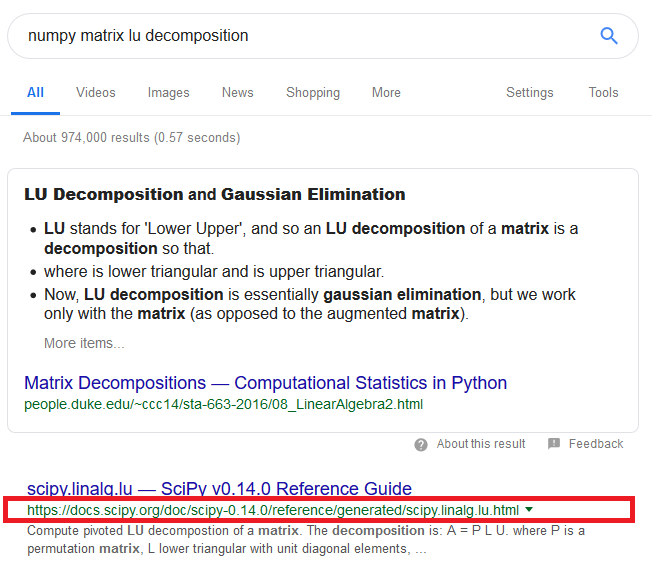 numpy matrix lu decomposition
All Videos Images News Shopping More Settings Tools
About 974,000 results (0.57 seconds)
LU Decomposition and Gaussian Elimination
• LU stands for 'Lower Upper', and so an LU decomposition of a matrix is a
decomposition so that.
• where is lower triangular and is upper triangular.
• Now, LU decomposition is essentially gaussian elimination, but we work
only with the matrix (as opposed to the augmented matrix).
More items...
Matrix Decompositions — Computational Statistics in Python
people.duke.edu/~ccc14/sta-663-2016/08_LinearAlgebra2.html
About this result Feedback
scipy.linalg.lu — SciPy v0.14.0 Reference Guide
https://docs.scipy.org/doc/scipy-0.14.0/reference/generated/scipy.linalg.lu.html
Compute pivoted LU decompostion of a matrix. The decomposition is: A = P L U. where P is a
permutation matrix, L lower triangular with unit diagonal elements, ...